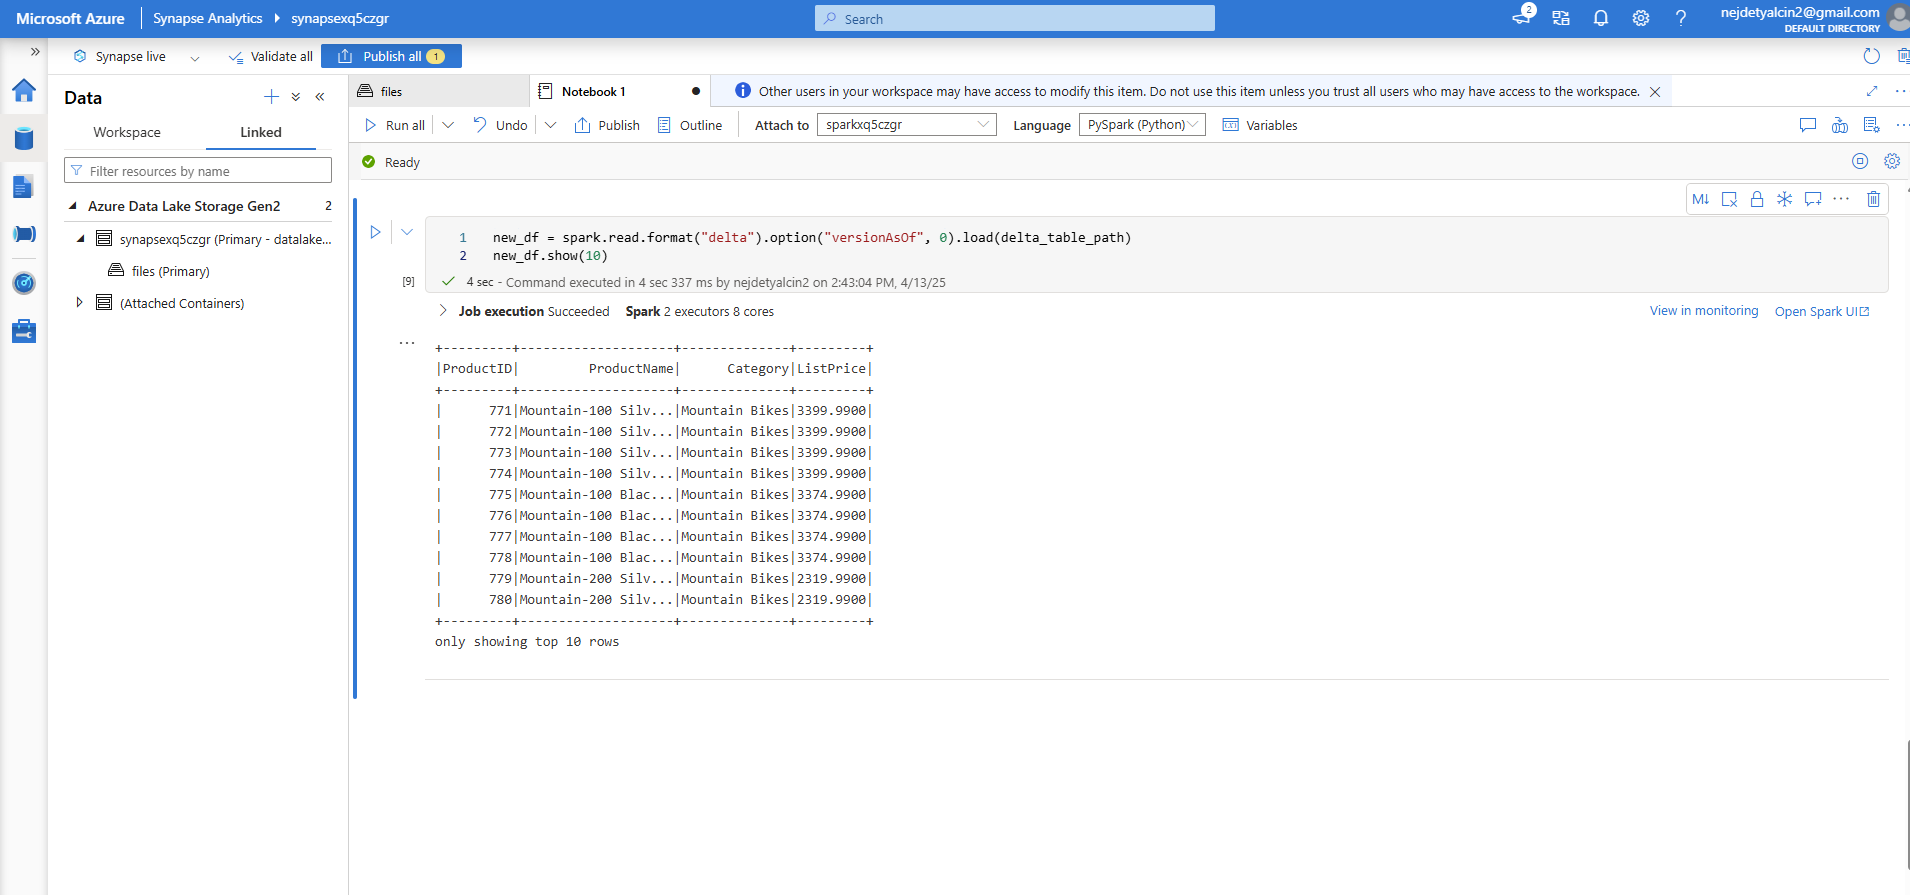 Microsoft Azure
Synapse Analytics
synapsexq5czgr
Search
2
nejdetyalcin2@gmail.com
DEFAULT DIRECTORY
Synapse live
Validate all
Publish all 1
Data
Workspace
Linked
Filter resources by name
Azure Data Lake Storage Gen2 2
synapsexq5czgr (Primary - datalake...
files (Primary)
(Attached Containers)
files
Notebook 1
Other users in your workspace may have access to modify this item. Do not use this item unless you trust all users who may have access to the workspace.
Run all
Undo
Publish
Outline
Attach to
sparkxq5czgr
Language
PySpark (Python)
Variables
Ready
M↓
1 new_df = spark.read.format("delta").option("versionAsOf", 0).load(delta_table_path)
2 new_df.show(10)
[9]
4 sec - Command executed in 4 sec 337 ms by nejdetyalcin2 on 2:43:04 PM, 4/13/25
Job execution Succeeded Spark 2 executors 8 cores
View in monitoring
Open Spark UI
+---------+--------------------+--------------+---------+
|ProductID|         ProductName|      Category|ListPrice|
+---------+--------------------+--------------+---------+
|      771|Mountain-100 Silv...|Mountain Bikes|3399.9900|
|      772|Mountain-100 Silv...|Mountain Bikes|3399.9900|
|      773|Mountain-100 Silv...|Mountain Bikes|3399.9900|
|      774|Mountain-100 Silv...|Mountain Bikes|3399.9900|
|      775|Mountain-100 Blac...|Mountain Bikes|3374.9900|
|      776|Mountain-100 Blac...|Mountain Bikes|3374.9900|
|      777|Mountain-100 Blac...|Mountain Bikes|3374.9900|
|      778|Mountain-100 Blac...|Mountain Bikes|3374.9900|
|      779|Mountain-200 Silv...|Mountain Bikes|2319.9900|
|      780|Mountain-200 Silv...|Mountain Bikes|2319.9900|
+---------+--------------------+--------------+---------+
only showing top 10 rows